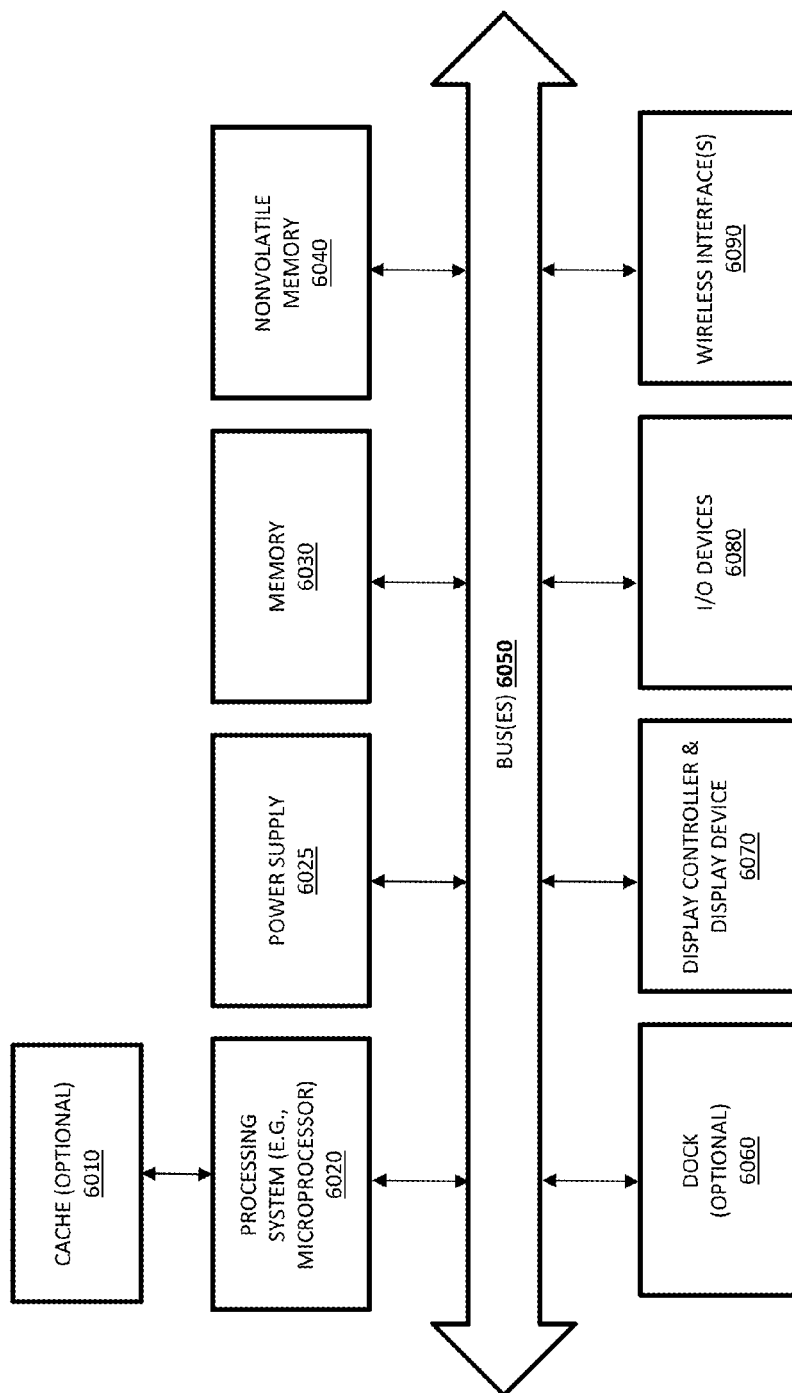 CACHE (OPTIONAL)
6010
PROCESSING
SYSTEM (E.G.,
MICROPROCESSOR)
6020
POWER SUPPLY
6025
MEMORY
6030
NONVOLATILE
MEMORY
6040
BUS(ES) 6050
DOCK
(OPTIONAL)
6060
DISPLAY CONTROLLER &
DISPLAY DEVICE
6070
I/O DEVICES
6080
WIRELESS INTERFACE(S)
6090